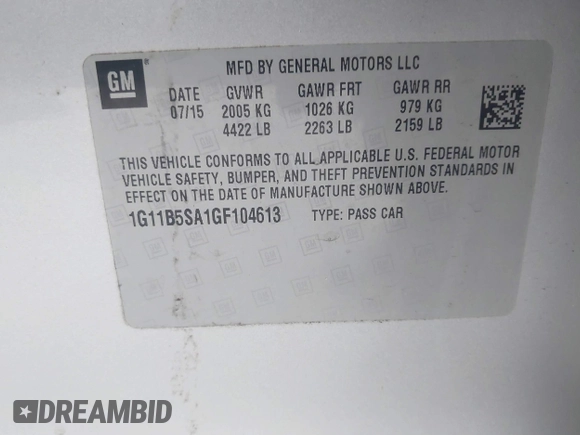 GM
MFD BY GENERAL MOTORS LLC
DATE GVWR GAWR FRT GAWR RR
07/15 2005 KG 1026 KG 979 KG
4422 LB 2263 LB 2159 LB
THIS VEHICLE CONFORMS TO ALL APPLICABLE U.S. FEDERAL MOTOR
VEHICLE SAFETY, BUMPER, AND THEFT PREVENTION STANDARDS IN
EFFECT ON THE DATE OF MANUFACTURE SHOWN ABOVE.
1G11B5SA1GF104613 TYPE: PASS CAR
DREAMBID